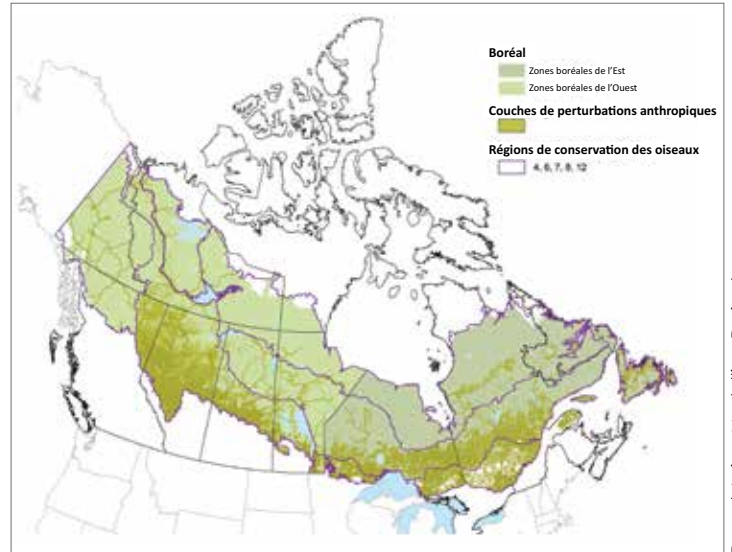 Boréal
Zones boréales de l’Est
Zones boréales de l’Ouest
Couches de perturbations anthropiques
Régions de conservation des oiseaux
4, 6, 7, 8, 12